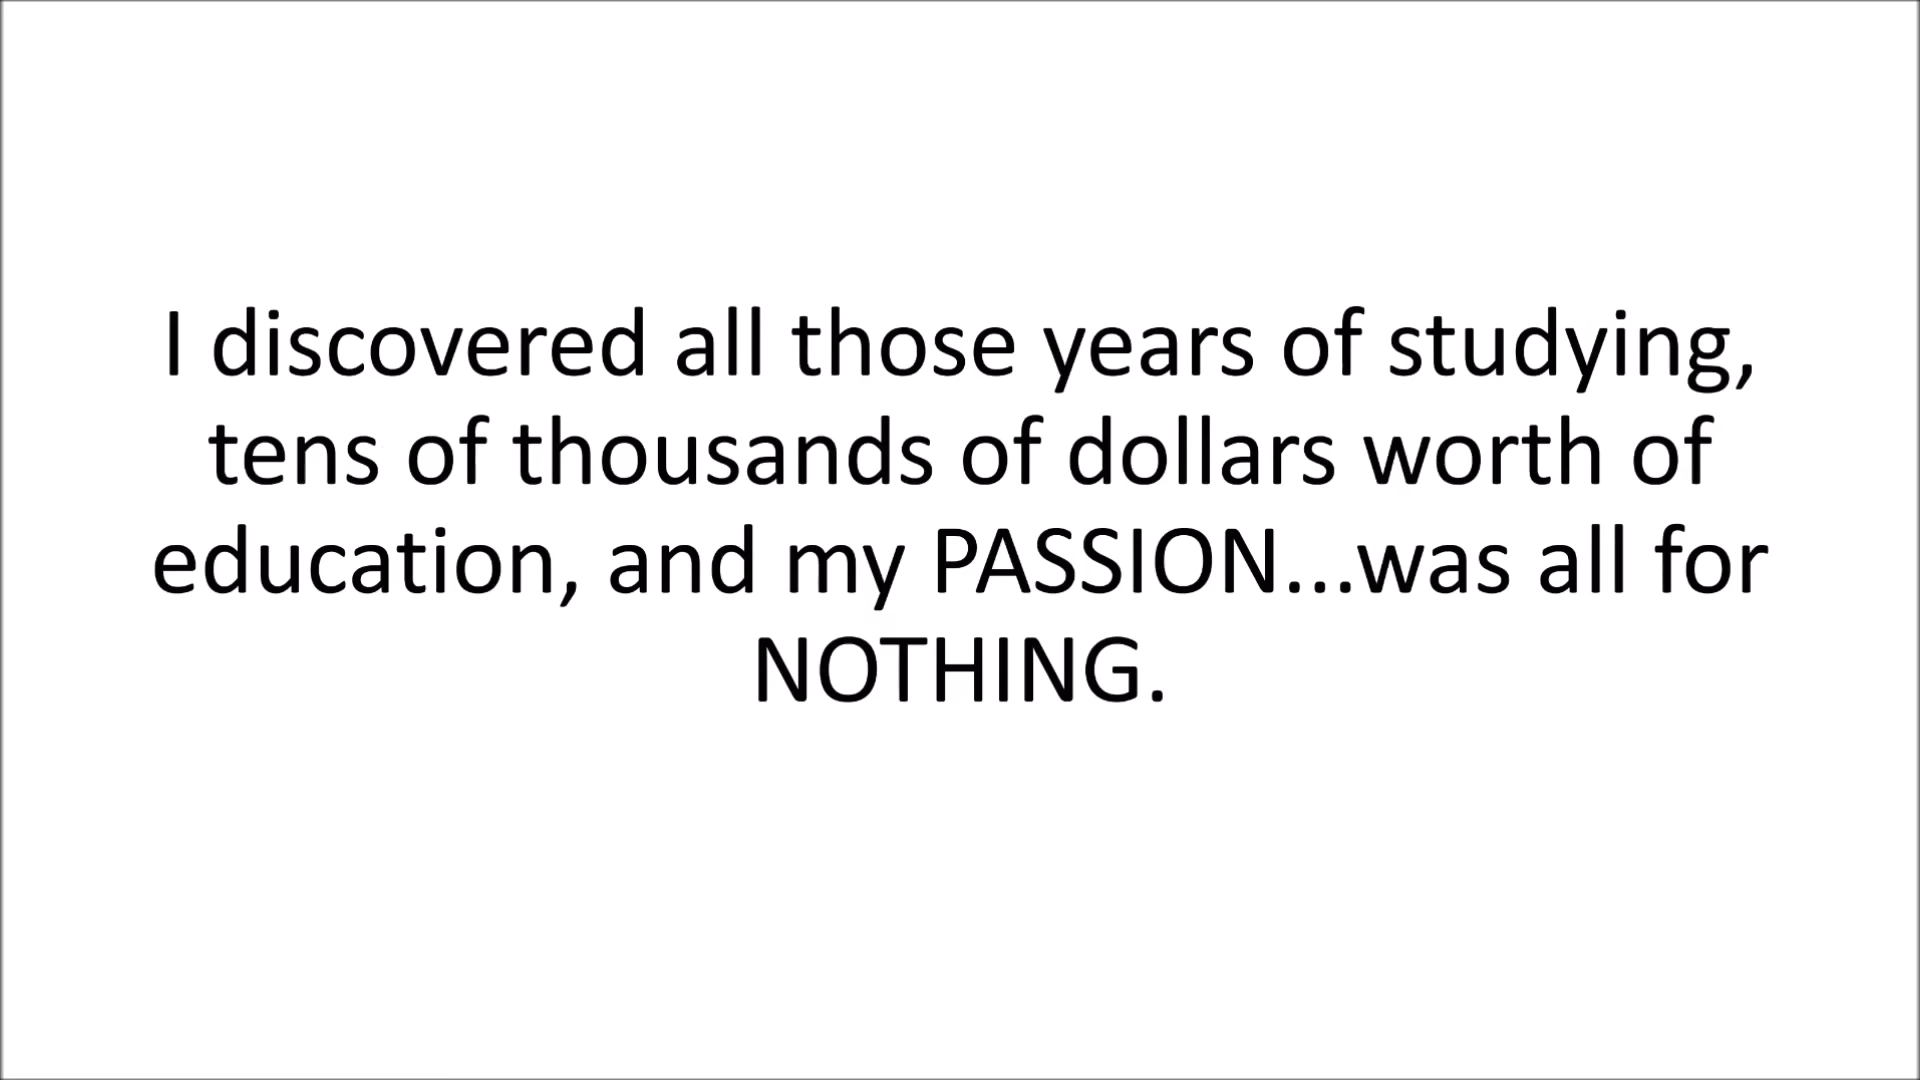 I discovered all those years of studying,
tens of thousands of dollars worth of
education, and my PASSION...was all for
NOTHING.